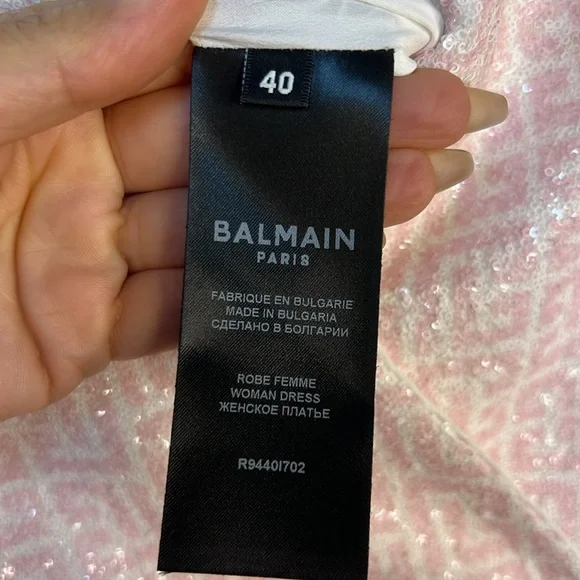 40
BALMAIN
PARIS
FABRIQUE EN BULGARIE
MADE IN BULGARIA
СДЕЛАНО В БОЛГАРИИ
ROBE FEMME
WOMAN DRESS
ЖЕНСКОЕ ПЛАТЬЕ
R9440I702